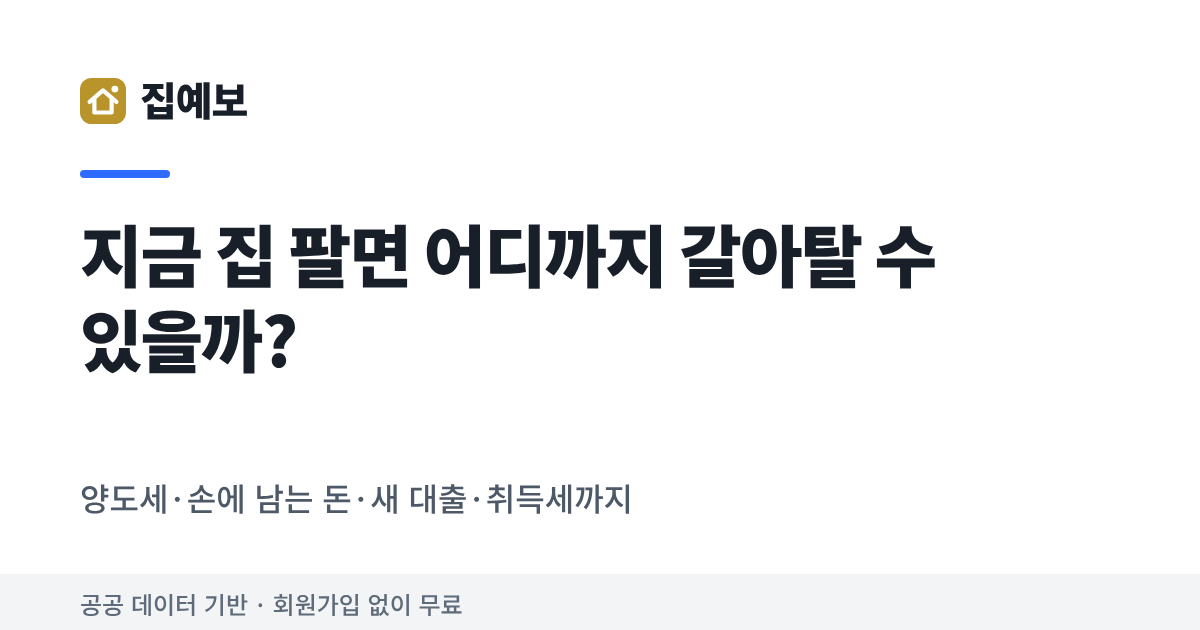 집예보
지금 집 팔면 어디까지 갈아탈 수
있을까?
양도세·손에 남는 돈·새 대출·취득세까지
공공 데이터 기반 · 회원가입 없이 무료